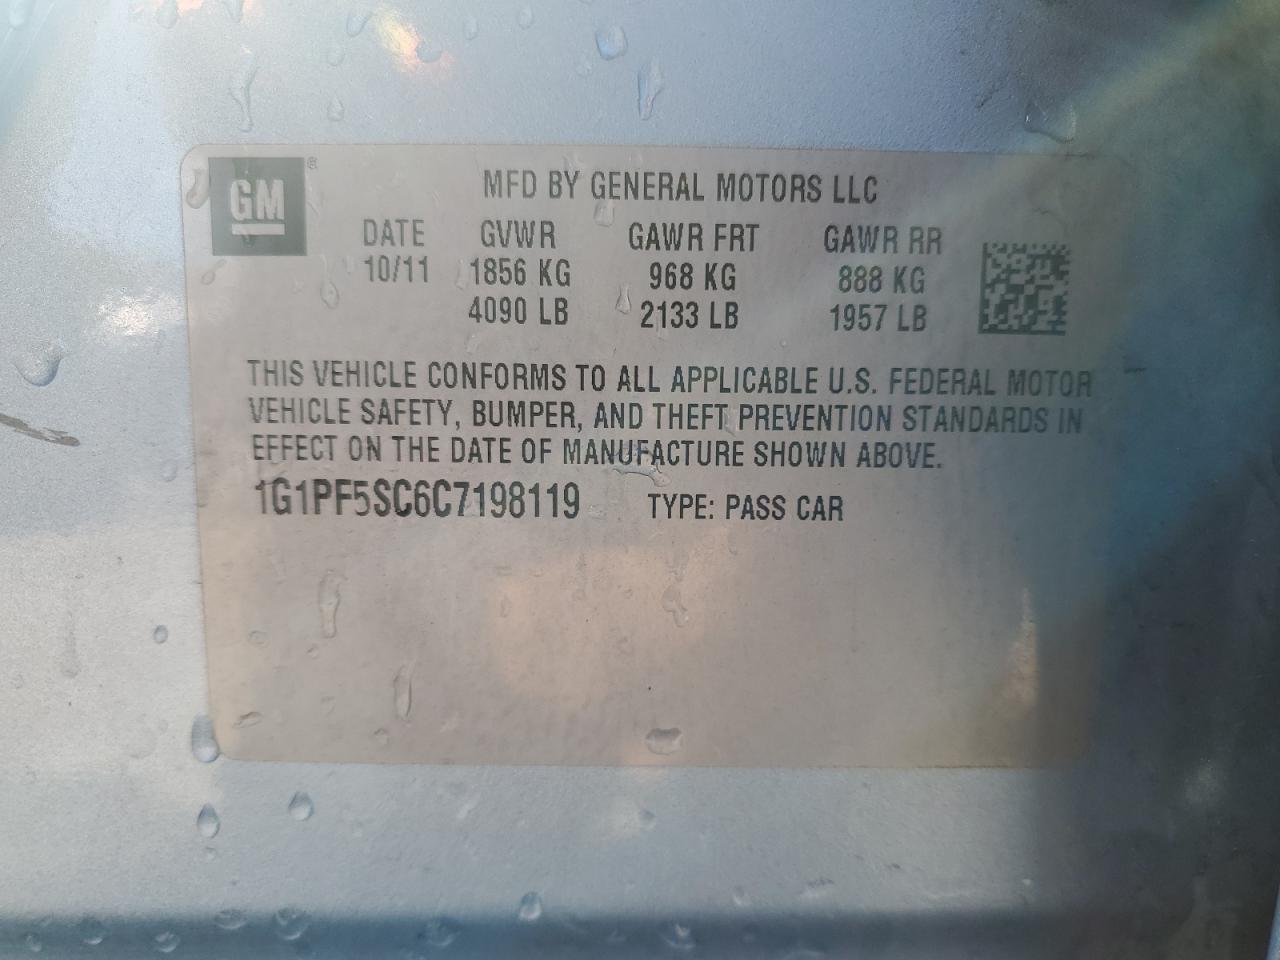 GM ®
MFD BY GENERAL MOTORS LLC
DATE GVWR GAWR FRT GAWR RR
10/11 1856 KG 968 KG 888 KG
4090 LB 2133 LB 1957 LB
THIS VEHICLE CONFORMS TO ALL APPLICABLE U.S. FEDERAL MOTOR
VEHICLE SAFETY, BUMPER, AND THEFT PREVENTION STANDARDS IN
EFFECT ON THE DATE OF MANUFACTURE SHOWN ABOVE.
1G1PF5SC6C7198119 TYPE: PASS CAR